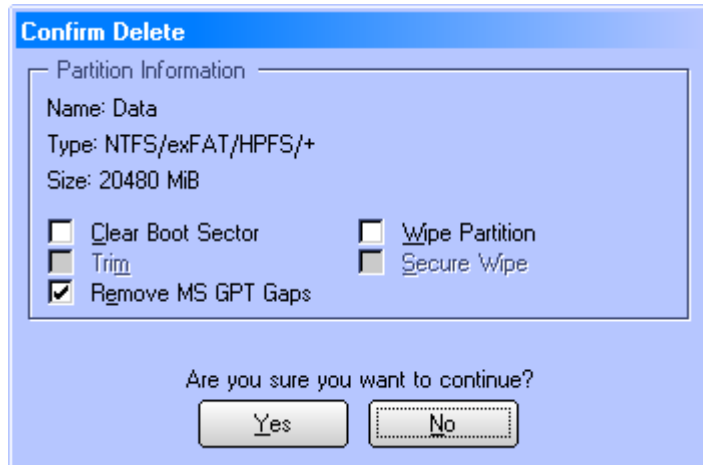 Confirm Delete
Partition Information
Name: Data
Type: NTFS/exFAT/HPFS/+
Size: 20480 MiB
Clear Boot Sector Wipe Partition
Trim Secure Wipe
Remove MS GPT Gaps
Are you sure you want to continue?
Yes No